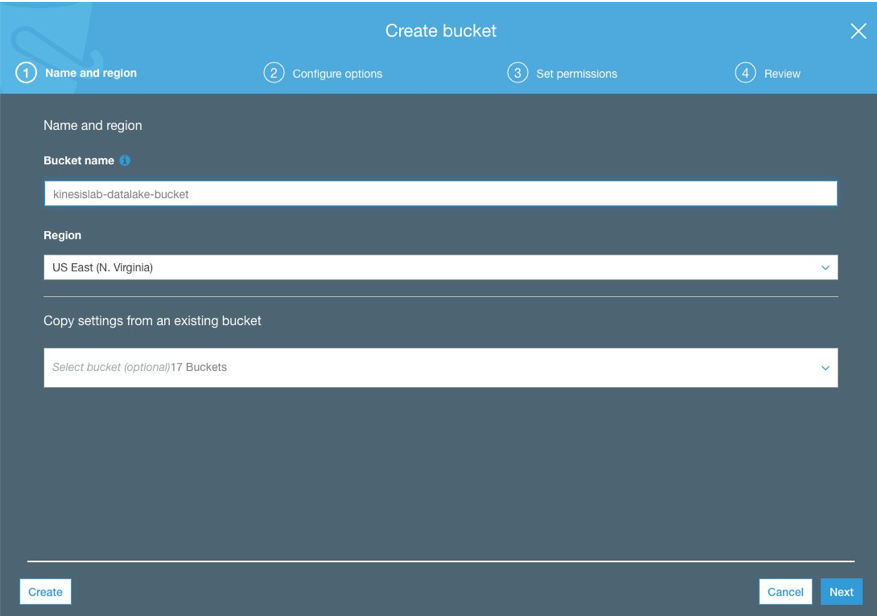 Create bucket
1 Name and region
2 Configure options
3 Set permissions
4 Review
Name and region
Bucket name
kinesislab-datalake-bucket
Region
US East (N. Virginia)
Copy settings from an existing bucket
Select bucket (optional)17 Buckets
Create
Cancel
Next